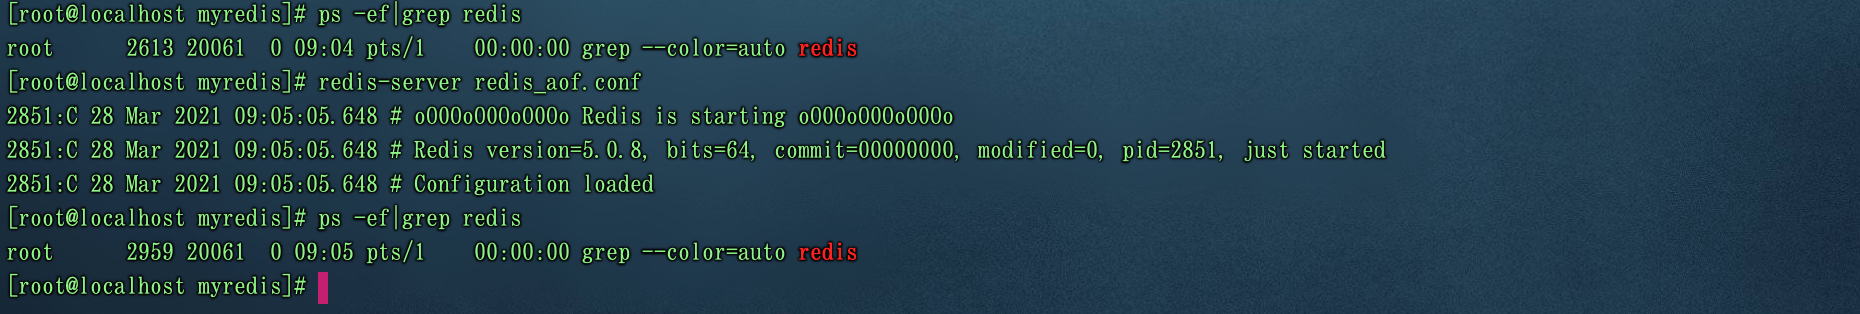 [root@localhost myredis]# ps -ef|grep redis
root      2613 20061  0 09:04 pts/1    00:00:00 grep --color=auto redis
[root@localhost myredis]# redis-server redis_aof.conf
2851:C 28 Mar 2021 09:05:05.648 # oO0OoO0OoO0Oo Redis is starting oO0OoO0OoO0Oo
2851:C 28 Mar 2021 09:05:05.648 # Redis version=5.0.8, bits=64, commit=00000000, modified=0, pid=2851, just started
2851:C 28 Mar 2021 09:05:05.648 # Configuration loaded
[root@localhost myredis]# ps -ef|grep redis
root      2959 20061  0 09:05 pts/1    00:00:00 grep --color=auto redis
[root@localhost myredis]#